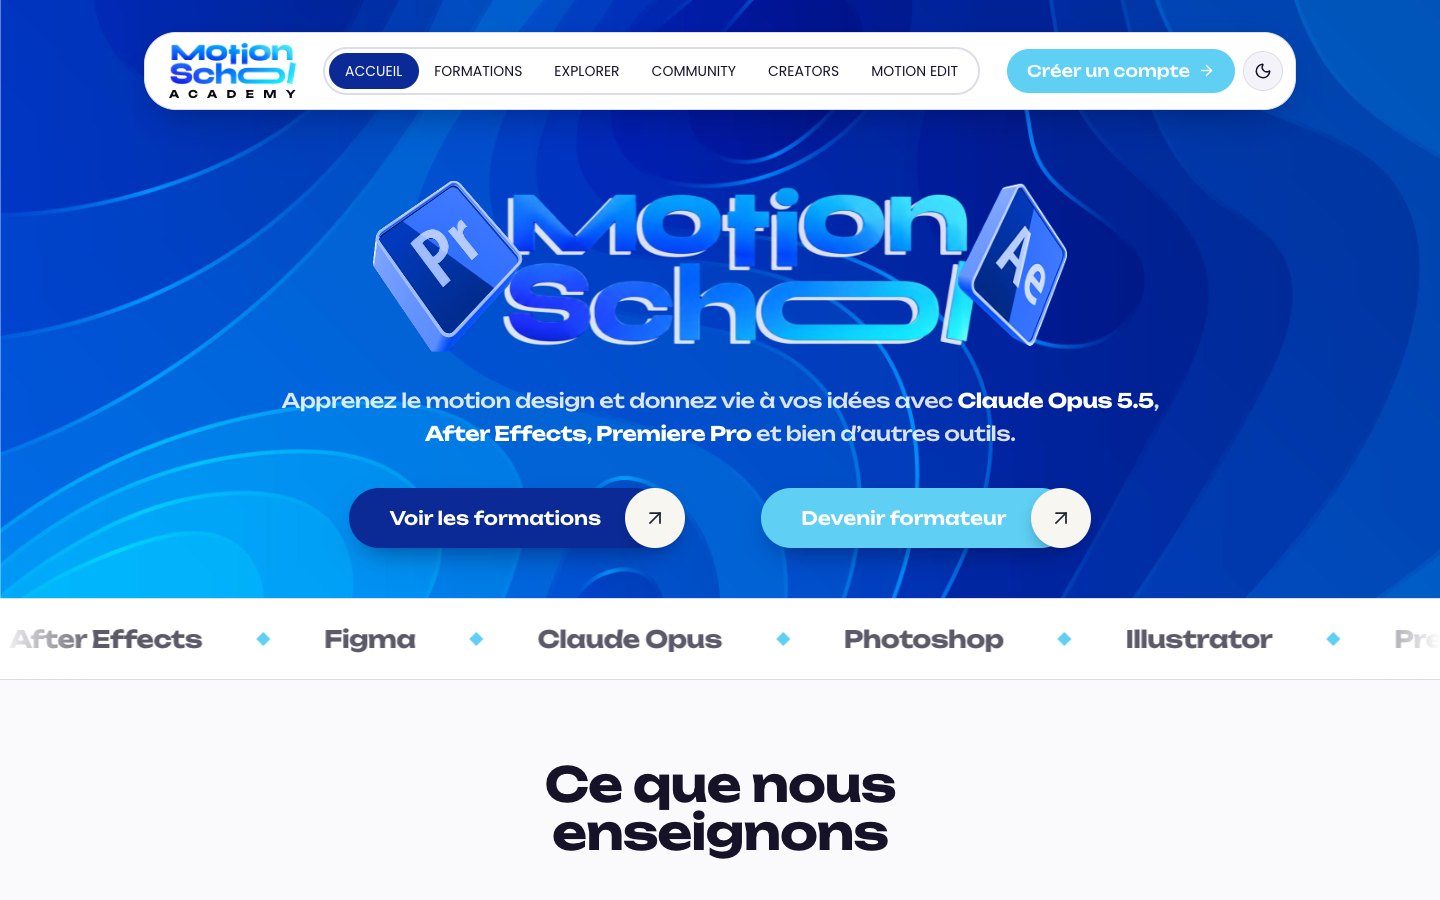 Motion
School
ACADEMY
ACCUEIL
FORMATIONS
EXPLORER
COMMUNITY
CREATORS
MOTION EDIT
Créer un compte
Pr
Motion
School
Ae
Apprenez le motion design et donnez vie à vos idées avec Claude Opus 5.5,
After Effects, Premiere Pro et bien d’autres outils.
Voir les formations
Devenir formateur
After Effects
Figma
Claude Opus
Photoshop
Illustrator
Pre
Ce que nous
enseignons